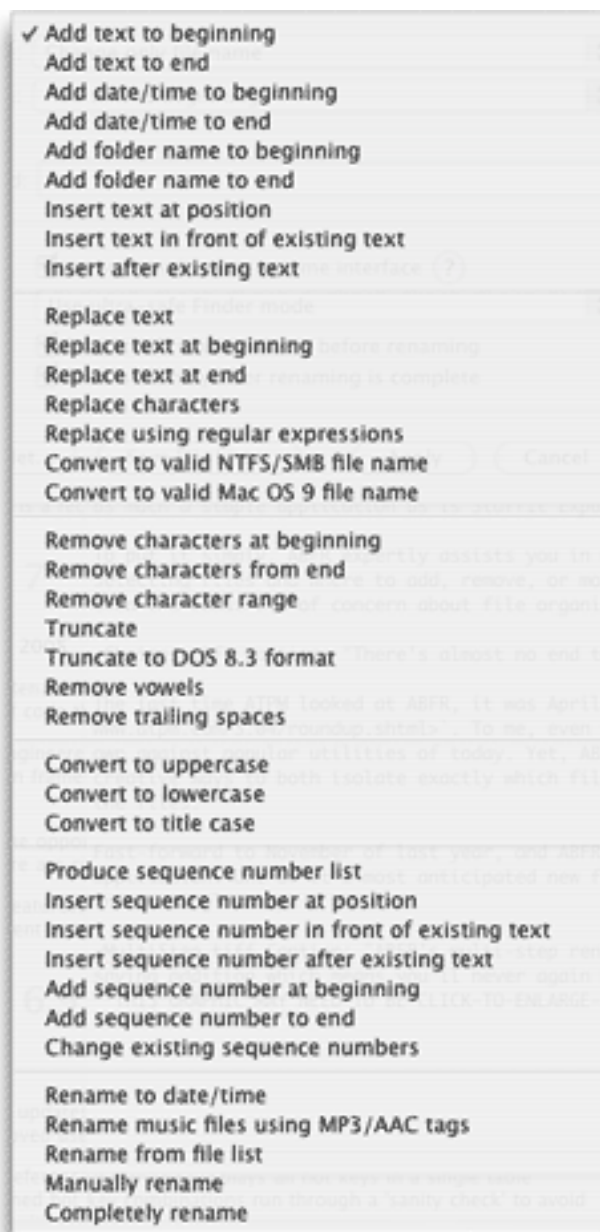 ✓ Add text to beginning
Add text to end
Add date/time to beginning
Add date/time to end
Add folder name to beginning
Add folder name to end
Insert text at position
Insert text in front of existing text
Insert after existing text
Replace text
Replace text at beginning
Replace text at end
Replace characters
Replace using regular expressions
Convert to valid NTFS/SMB file name
Convert to valid Mac OS 9 file name
Remove characters at beginning
Remove characters from end
Remove character range
Truncate
Truncate to DOS 8.3 format
Remove vowels
Remove trailing spaces
Convert to uppercase
Convert to lowercase
Convert to title case
Produce sequence number list
Insert sequence number at position
Insert sequence number in front of existing text
Insert sequence number after existing text
Add sequence number at beginning
Add sequence number to end
Change existing sequence numbers
Rename to date/time
Rename music files using MP3/AAC tags
Rename from file list
Manually rename
Completely rename